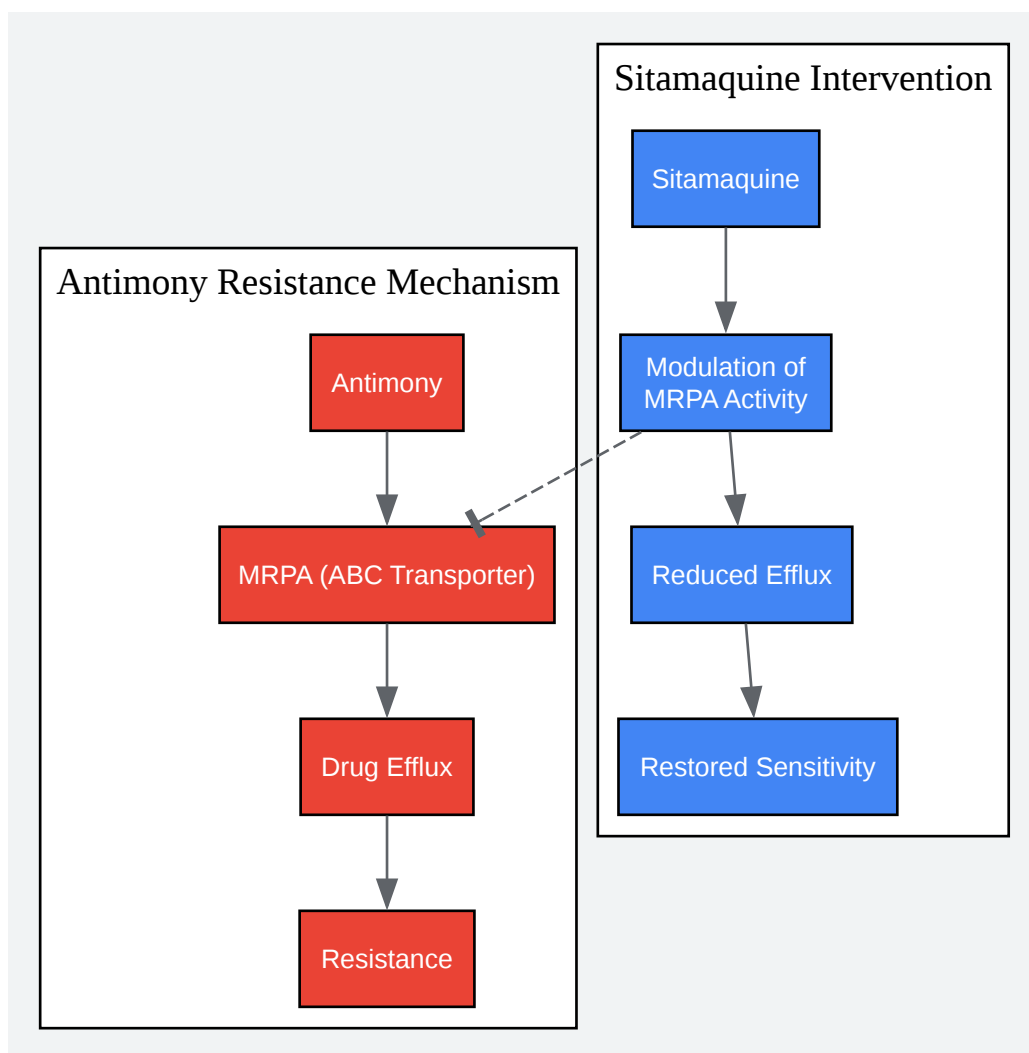 Antimony Resistance Mechanism
Antimony
MRPA (ABC Transporter)
Drug Efflux
Resistance
Sitamaquine Intervention
Sitamaquine
Modulation of
MRPA Activity
Reduced Efflux
Restored Sensitivity